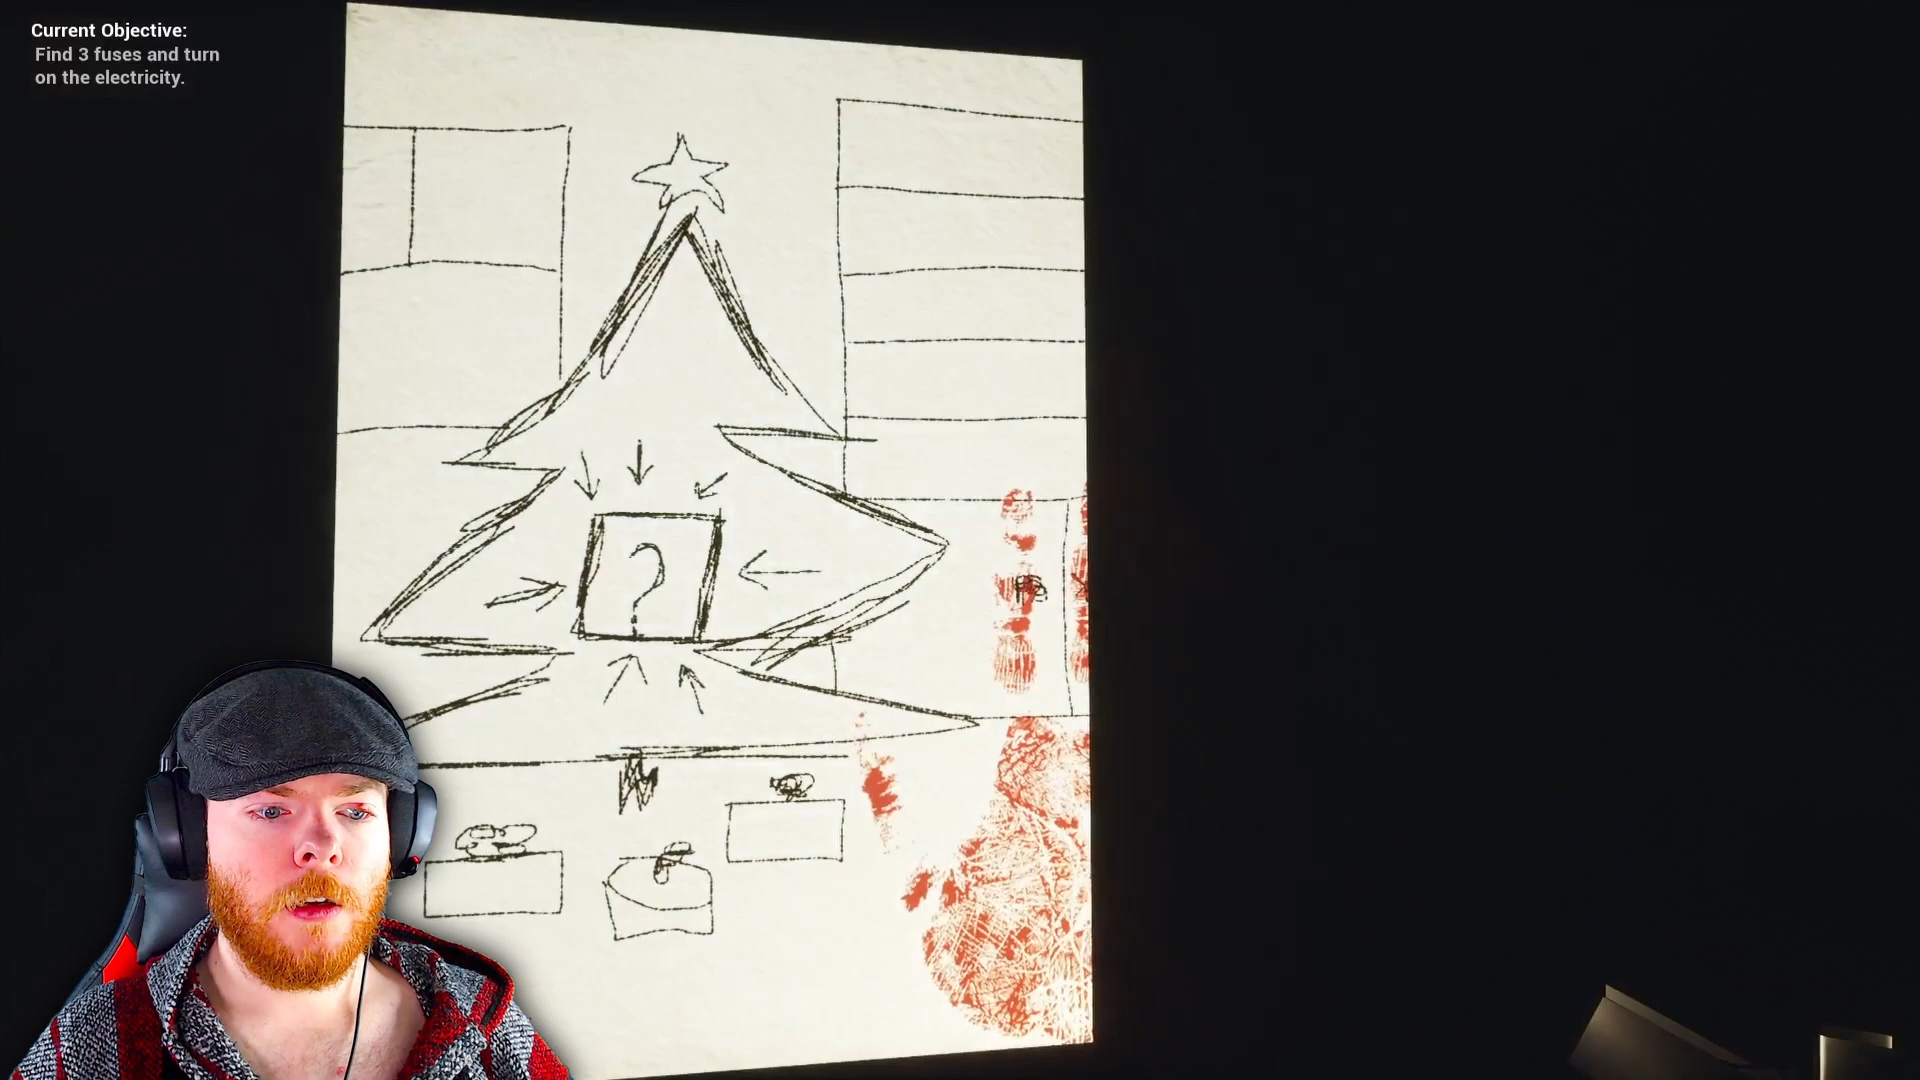 Current Objective:
Find 3 fuses and turn
on the electricity.
?